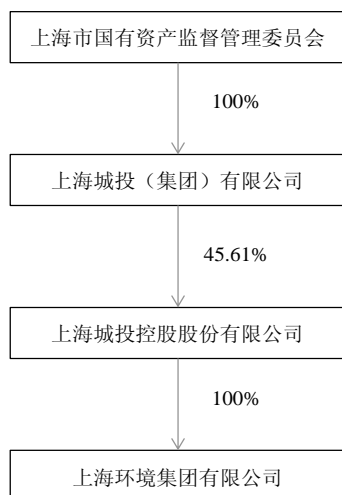 上海市国有资产监督管理委员会
100%
上海城投（集团）有限公司
45.61%
上海城投控股股份有限公司
100%
上海环境集团有限公司